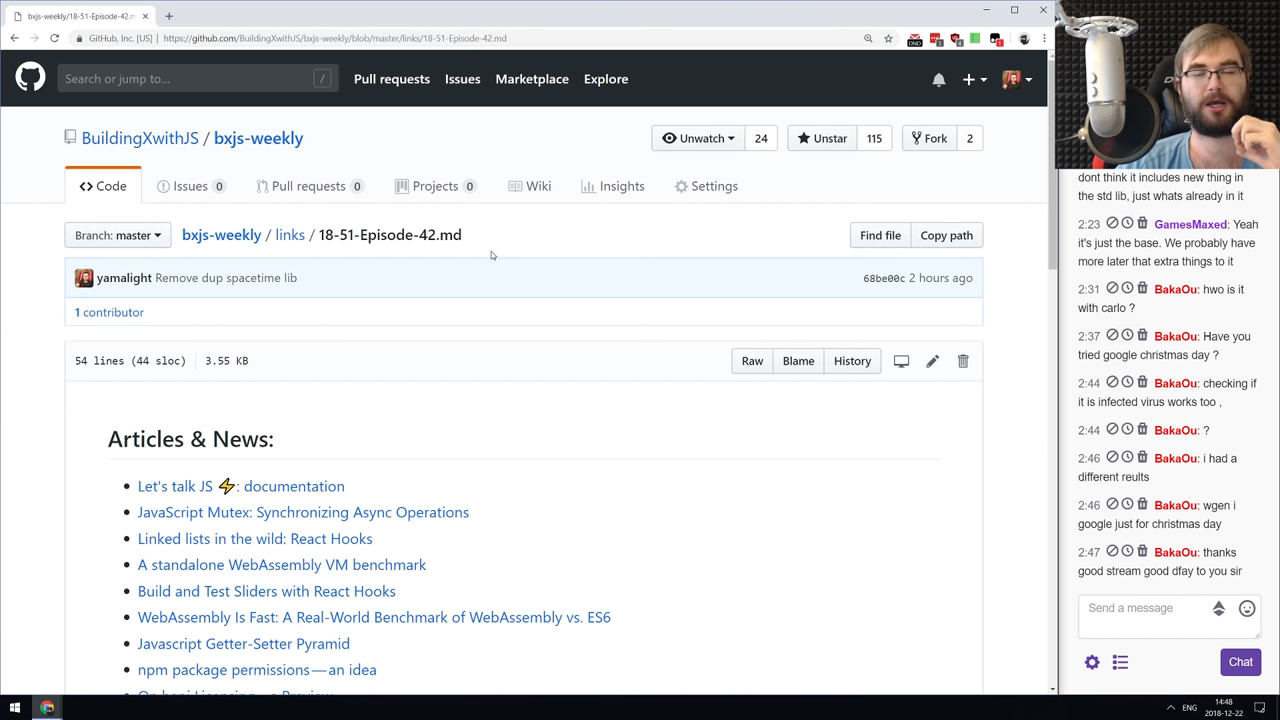 bxjs-weekly/18-51-Episode-42.m
GitHub, Inc. [US] | https://github.com/BuildingXwithJS/bxjs-weekly/blob/master/links/18-51-Episode-42.md
DND
Search or jump to...
/
Pull requests
Issues
Marketplace
Explore
BuildingXwithJS / bxjs-weekly
Unwatch 24
Unstar 115
Fork 2
Code
Issues 0
Pull requests 0
Projects 0
Wiki
Insights
Settings
Branch: master
bxjs-weekly / links / 18-51-Episode-42.md
Find file
Copy path
yamalight Remove dup spacetime lib
68be00c 2 hours ago
1 contributor
54 lines (44 sloc) 3.55 KB
Raw
Blame
History
Articles & News:
Let's talk JS ⚡: documentation
JavaScript Mutex: Synchronizing Async Operations
Linked lists in the wild: React Hooks
A standalone WebAssembly VM benchmark
Build and Test Sliders with React Hooks
WebAssembly Is Fast: A Real-World Benchmark of WebAssembly vs. ES6
Javascript Getter-Setter Pyramid
npm package permissions — an idea
dont think it includes new thing in
the std lib, just whats already in it
2:23 GamesMaxed: Yeah
it's just the base. We probably have
more later that extra things to it
2:31 BakaOu: hwo is it
with carlo ?
2:37 BakaOu: Have you
tried google christmas day ?
2:44 BakaOu: checking if
it is infected virus works too ,
2:44 BakaOu: ?
2:46 BakaOu: i had a
different reults
2:46 BakaOu: wgen i
google just for christmas day
2:47 BakaOu: thanks
good stream good dfay to you sir
Send a message
Chat
ENG
14:48
2018-12-22